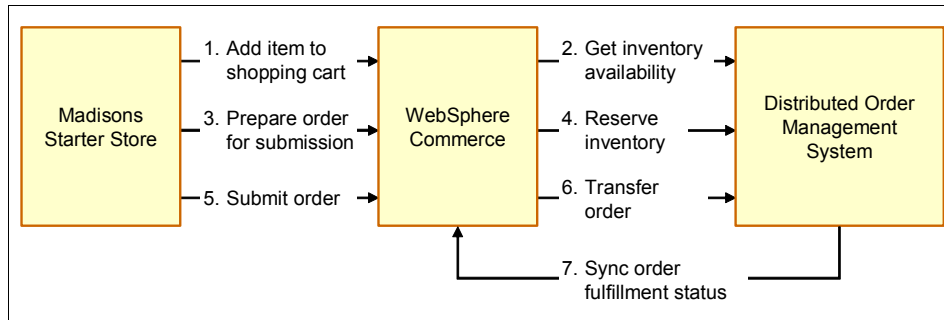 Madisons
Starter Store
1. Add item to
shopping cart
3. Prepare order
for submission
5. Submit order
WebSphere
Commerce
2. Get inventory
availability
4. Reserve
inventory
6. Transfer
order
Distributed Order
Management
System
7. Sync order
fulfillment status